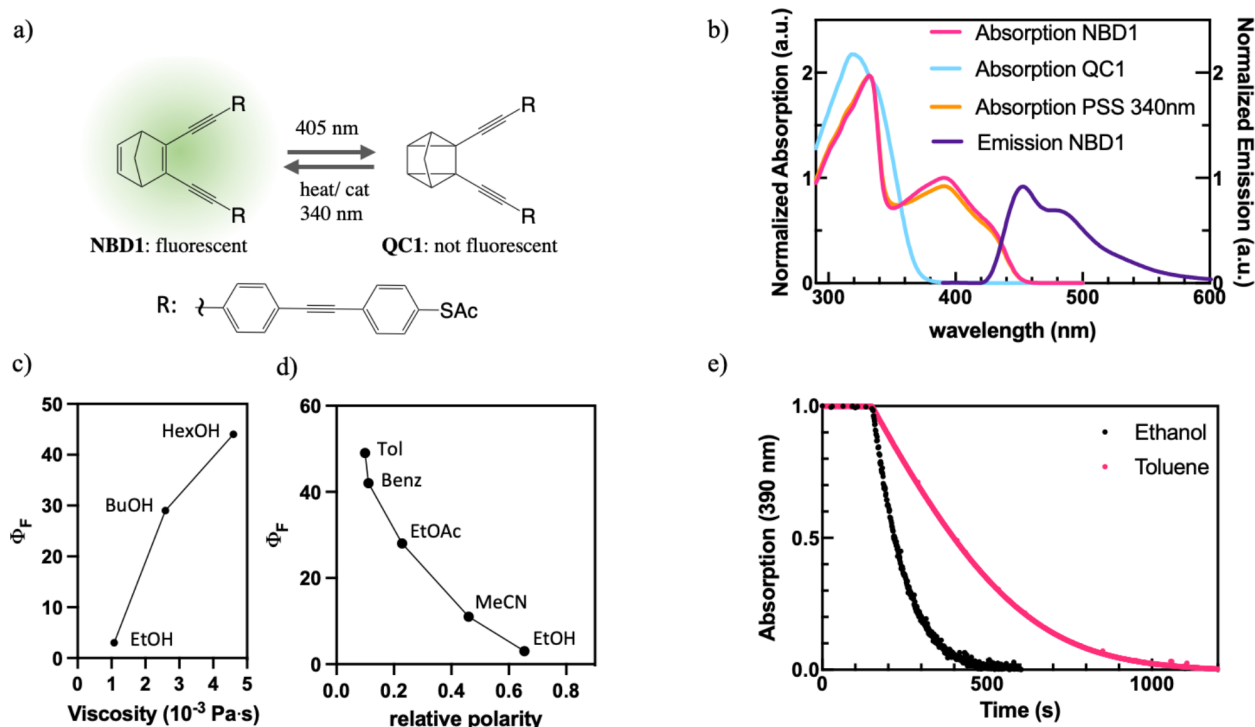 a)
R
R
405 nm
heat/ cat
340 nm
R
R
NBD1: fluorescent
QC1: not fluorescent
R:
SAc
b)
Normalized Absorption (a.u.)
Normalized Emission (a.u.)
Absorption NBD1
Absorption QC1
Absorption PSS 340nm
Emission NBD1
2
1
0
2
1
0
300
400
500
600
wavelength (nm)
c)
ΦF
50
40
30
20
10
0
HexOH
BuOH
EtOH
0
1
2
3
4
5
Viscosity (10-3 Pa·s)
d)
ΦF
60
40
20
0
Tol
Benz
EtOAc
MeCN
EtOH
0.0
0.2
0.4
0.6
0.8
relative polarity
e)
Absorption (390 nm)
1.0
0.5
0.0
Ethanol
Toluene
0
500
1000
Time (s)